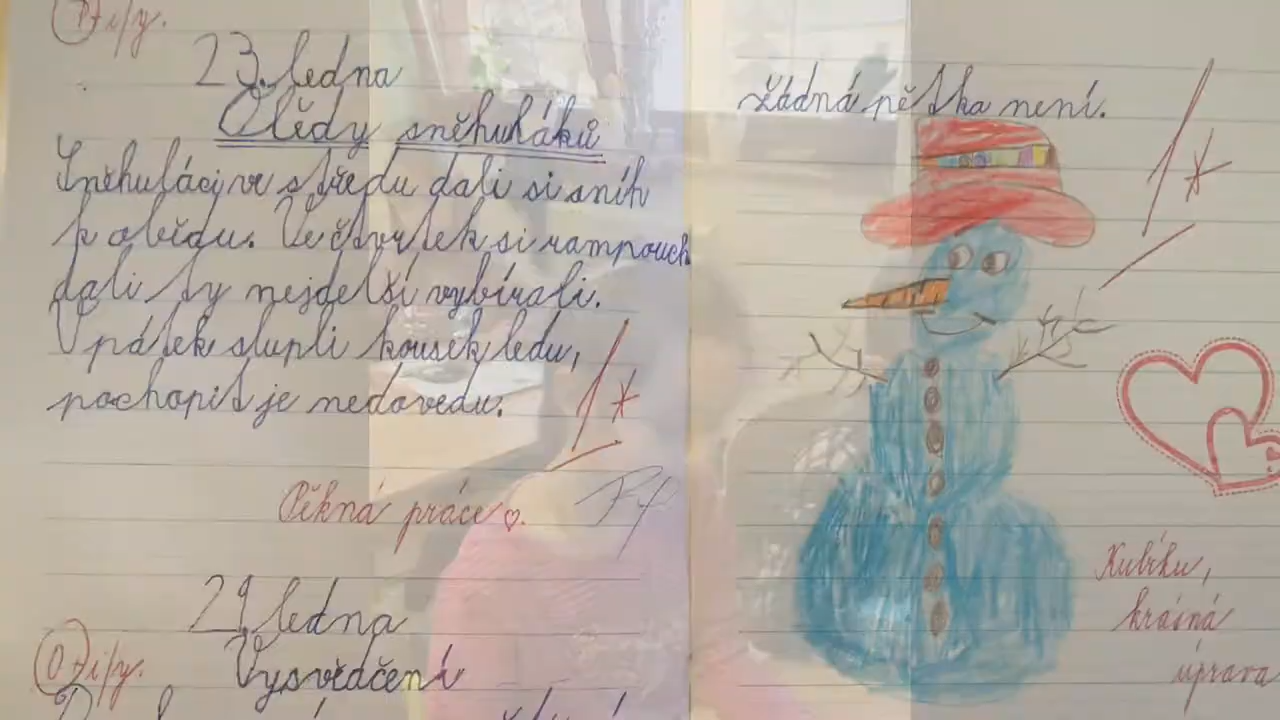 i/y.
23. ledna
Obědy sněhuláků
Sněhuláci ve středu dali si sníh
k obědu. Ve čtvrtek si rampouch
dali ty nejdelší vybírali.
V pátek slupli kousek ledu,
pochopit je nedovedu.
1*
Pěkná práce
29 ledna
i/y.
Vysvědčení
žádná pětka není.
1*
Kubíku,
krásná
úprava